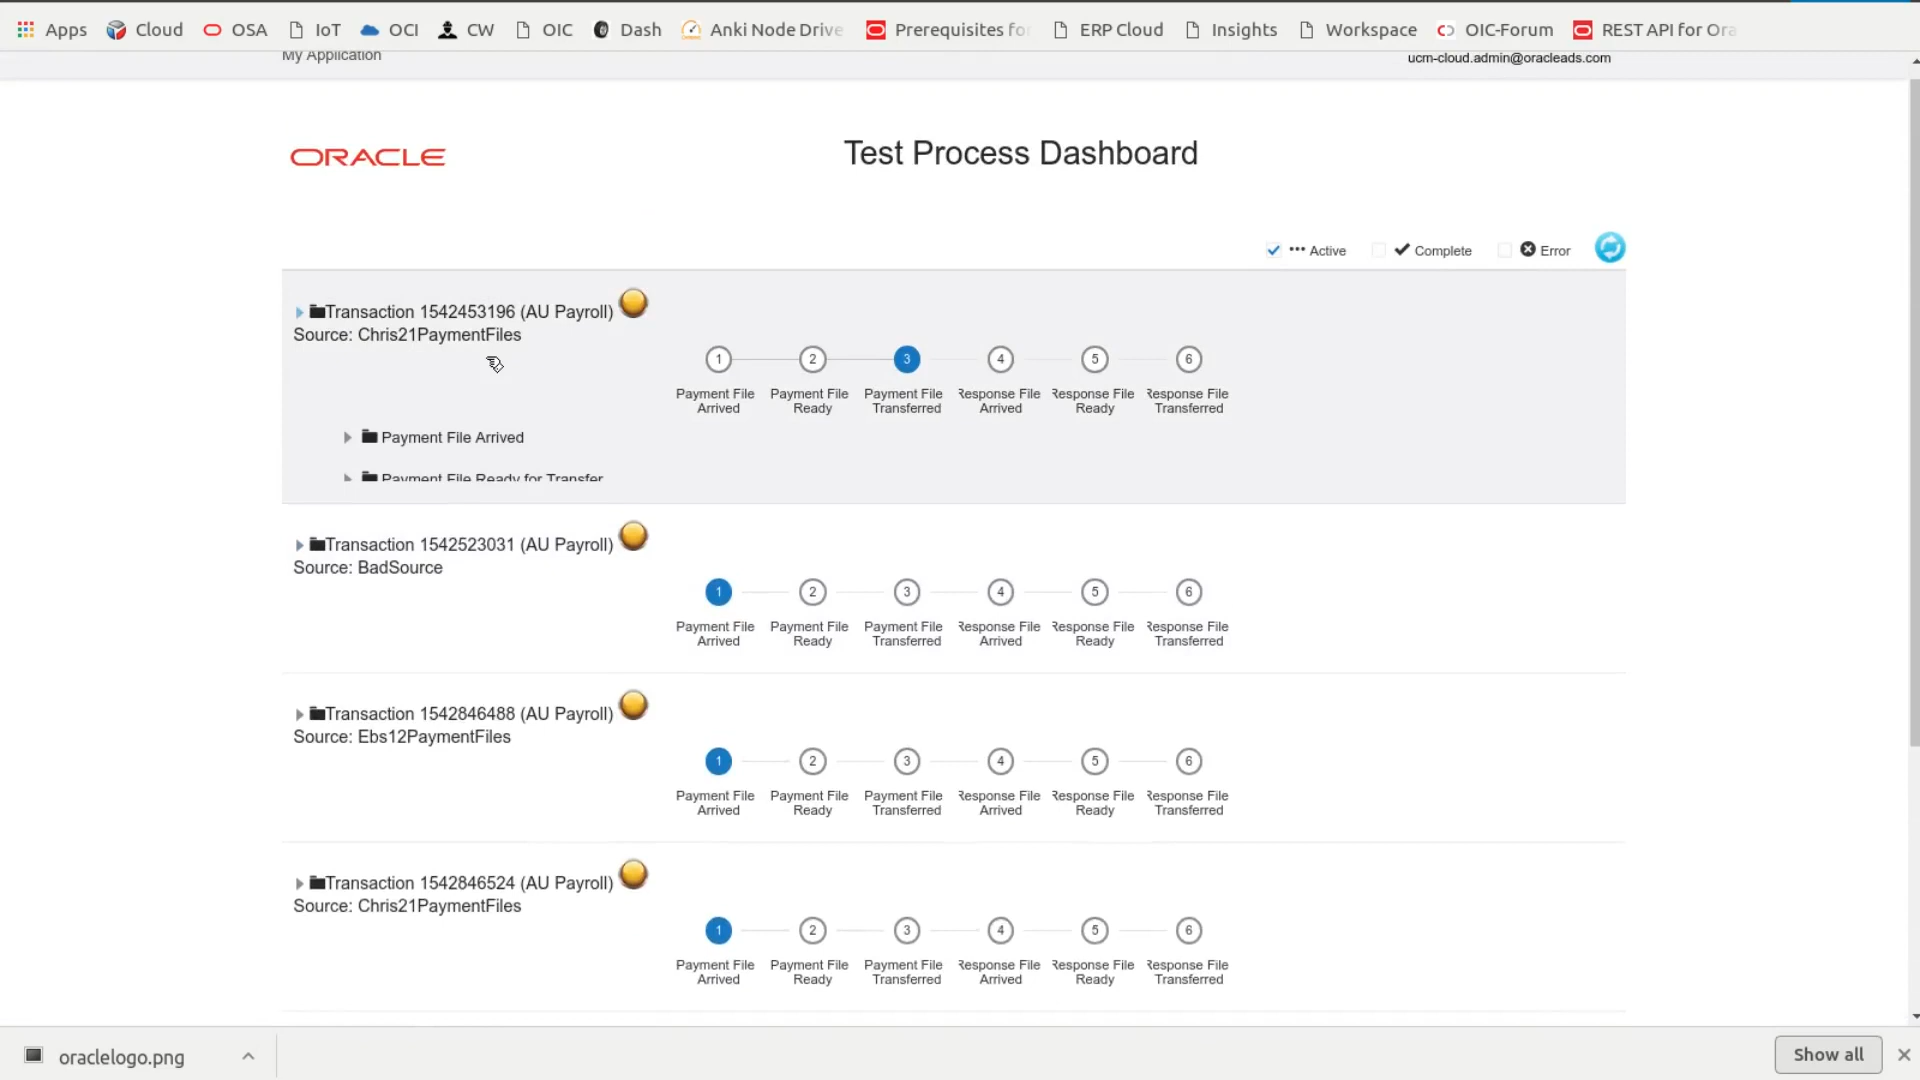 Apps Cloud OSA IoT OCI CW OIC Dash Anki Node Drive Prerequisites for ERP Cloud Insights Workspace OIC-Forum REST API for Ora
My Application
ucm-cloud.admin@oracleads.com
ORACLE
Test Process Dashboard
Active Complete Error
Transaction 1542453196 (AU Payroll)
Source: Chris21PaymentFiles
1 2 3 4 5 6
Payment File Payment File Payment File Response File Response File Response File
Arrived Ready Transferred Arrived Ready Transferred
Payment File Arrived
Payment File Ready for Transfer
Transaction 1542523031 (AU Payroll)
Source: BadSource
1 2 3 4 5 6
Payment File Payment File Payment File Response File Response File Response File
Arrived Ready Transferred Arrived Ready Transferred
Transaction 1542846488 (AU Payroll)
Source: Ebs12PaymentFiles
1 2 3 4 5 6
Payment File Payment File Payment File Response File Response File Response File
Arrived Ready Transferred Arrived Ready Transferred
Transaction 1542846524 (AU Payroll)
Source: Chris21PaymentFiles
1 2 3 4 5 6
Payment File Payment File Payment File Response File Response File Response File
Arrived Ready Transferred Arrived Ready Transferred
oraclelogo.png
Show all